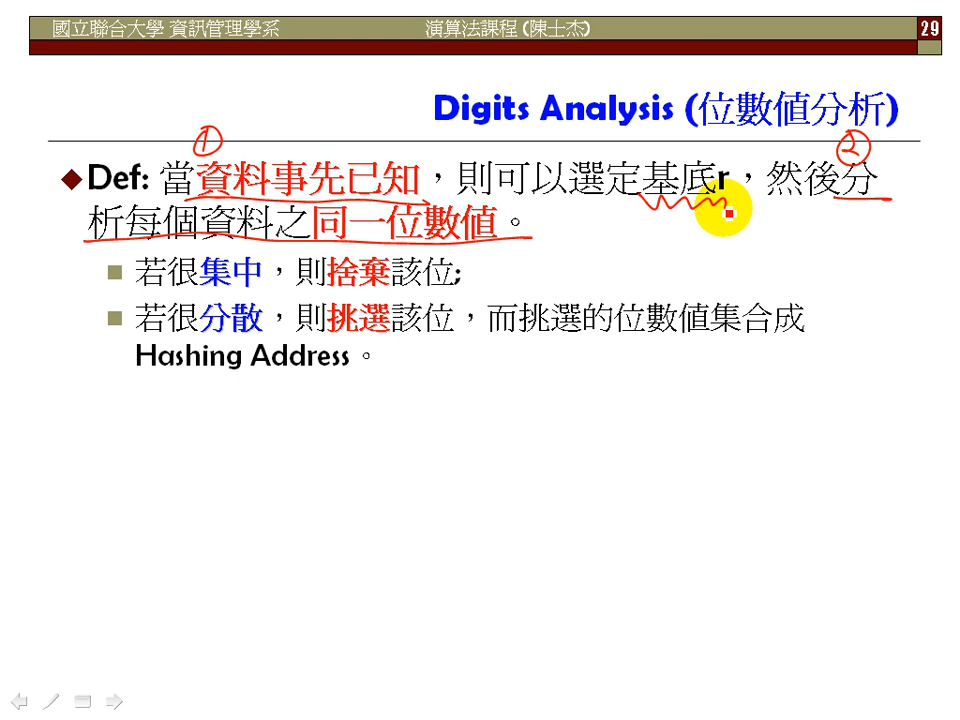 國立聯合大學 資訊管理學系 演算法課程 (陳士杰) 29
Digits Analysis (位數值分析)
① ②
Def: 當資料事先已知，則可以選定基底r，然後分
析每個資料之同一位數值。
若很集中，則捨棄該位;
若很分散，則挑選該位，而挑選的位數值集合成
Hashing Address。